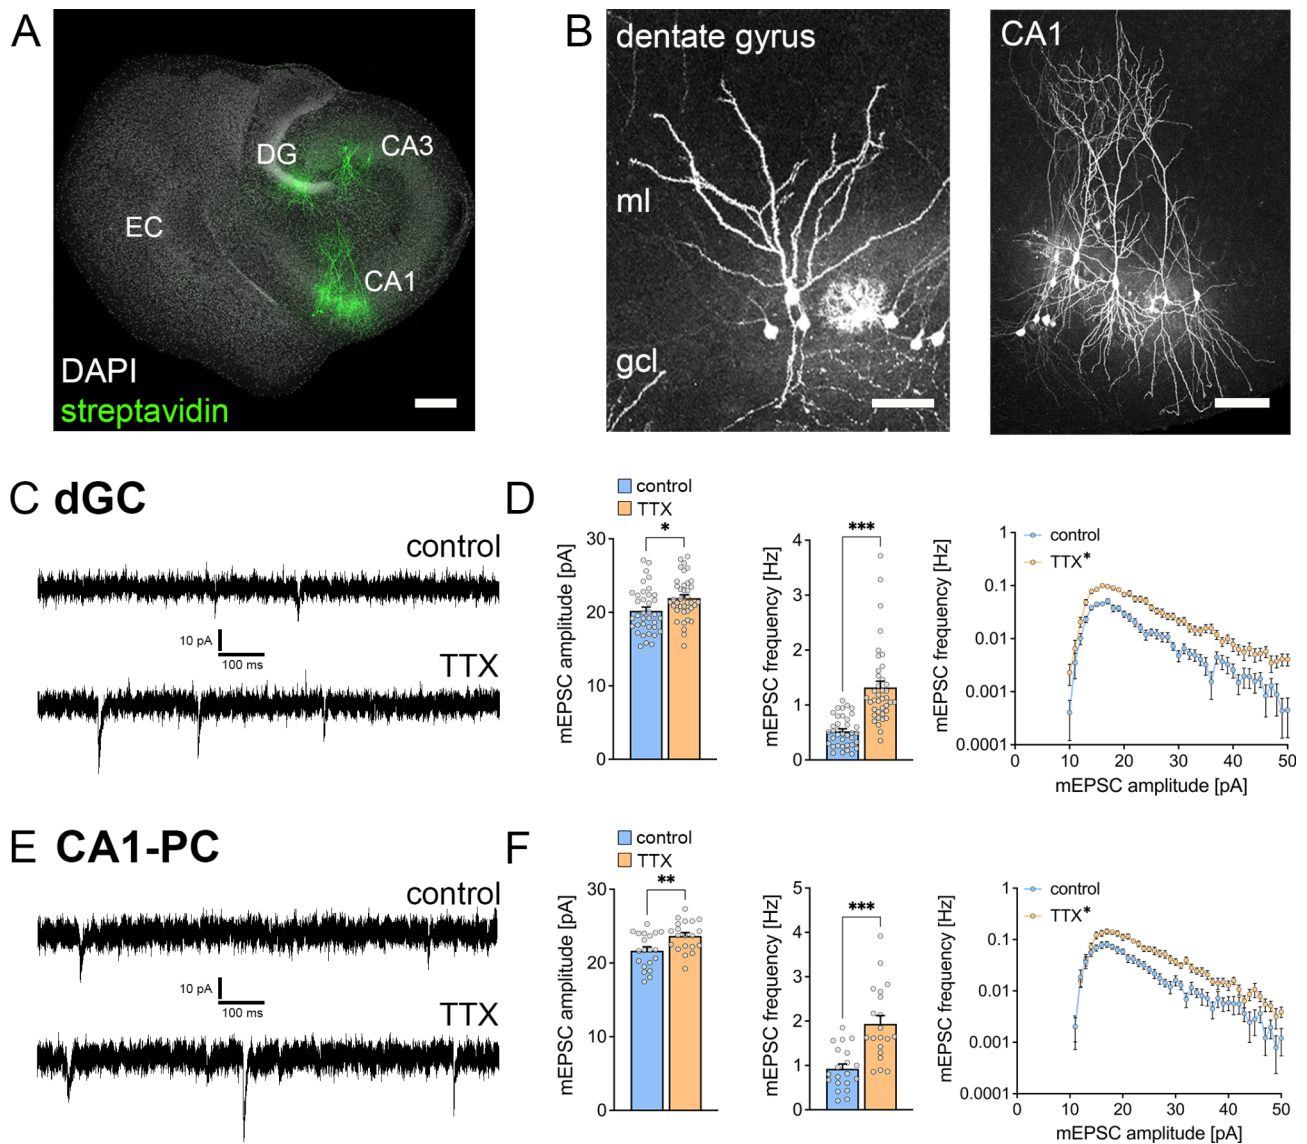 A
DG
CA3
EC
CA1
DAPI
streptavidin
B
dentate gyrus
ml
gcl
CA1
C dGC
control
10 pA
100 ms
TTX
D
control
TTX
mEPSC amplitude [pA]
30
20
10
0
*
mEPSC frequency [Hz]
4
3
2
1
0
***
mEPSC frequency [Hz]
1
0.1
0.01
0.001
0.0001
control
TTX*
0 10 20 30 40 50
mEPSC amplitude [pA]
E CA1-PC
control
10 pA
100 ms
TTX
F
control
TTX
mEPSC amplitude [pA]
30
20
10
0
**
mEPSC frequency [Hz]
5
4
3
2
1
0
***
mEPSC frequency [Hz]
1
0.1
0.01
0.001
0.0001
control
TTX*
0 10 20 30 40 50
mEPSC amplitude [pA]